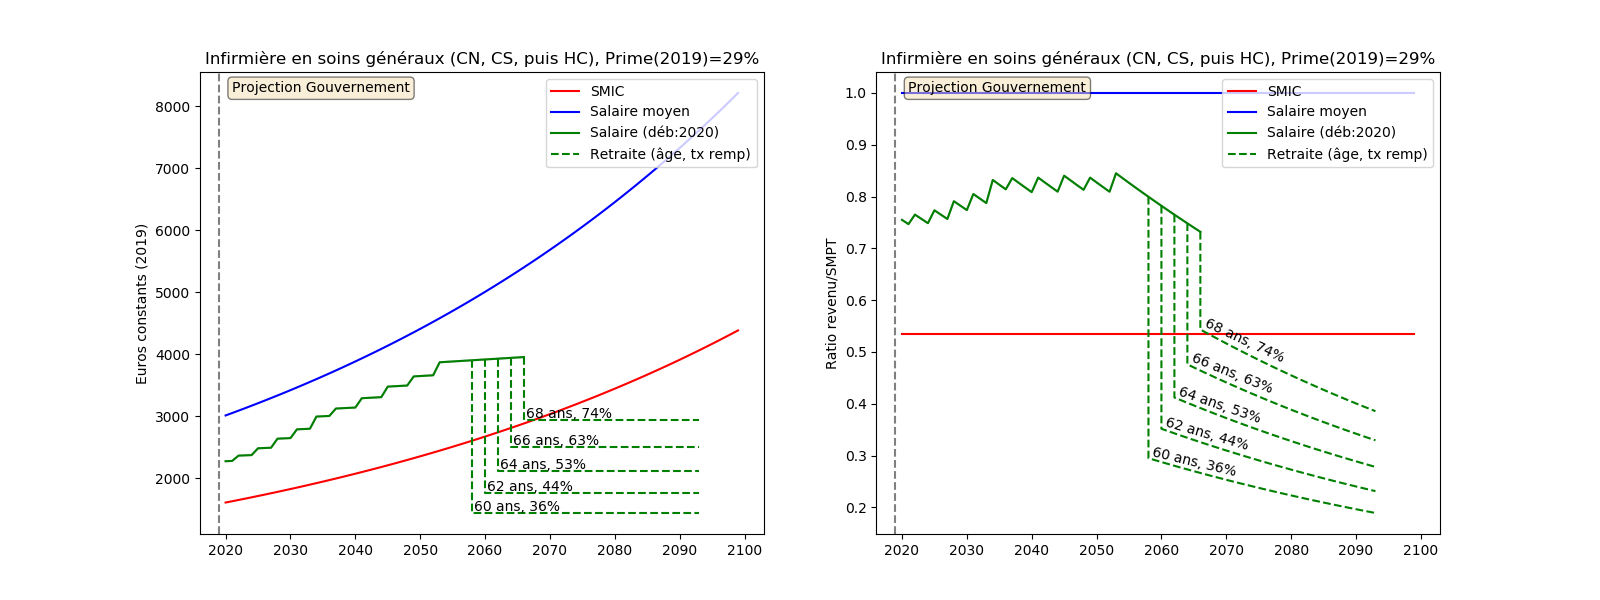 Infirmière en soins généraux (CN, CS, puis HC), Prime(2019)=29%
Projection Gouvernement
SMIC
Salaire moyen
Salaire (déb:2020)
Retraite (âge, tx remp)
Euros constants (2019)
8000
7000
6000
5000
4000
3000
2000
68 ans, 74%
66 ans, 63%
64 ans, 53%
62 ans, 44%
60 ans, 36%
2020 2030 2040 2050 2060 2070 2080 2090 2100
Infirmière en soins généraux (CN, CS, puis HC), Prime(2019)=29%
Projection Gouvernement
SMIC
Salaire moyen
Salaire (déb:2020)
Retraite (âge, tx remp)
Ratio revenu/SMPT
1.0
0.9
0.8
0.7
0.6
0.5
0.4
0.3
0.2
68 ans, 74%
66 ans, 63%
64 ans, 53%
62 ans, 44%
60 ans, 36%
2020 2030 2040 2050 2060 2070 2080 2090 2100